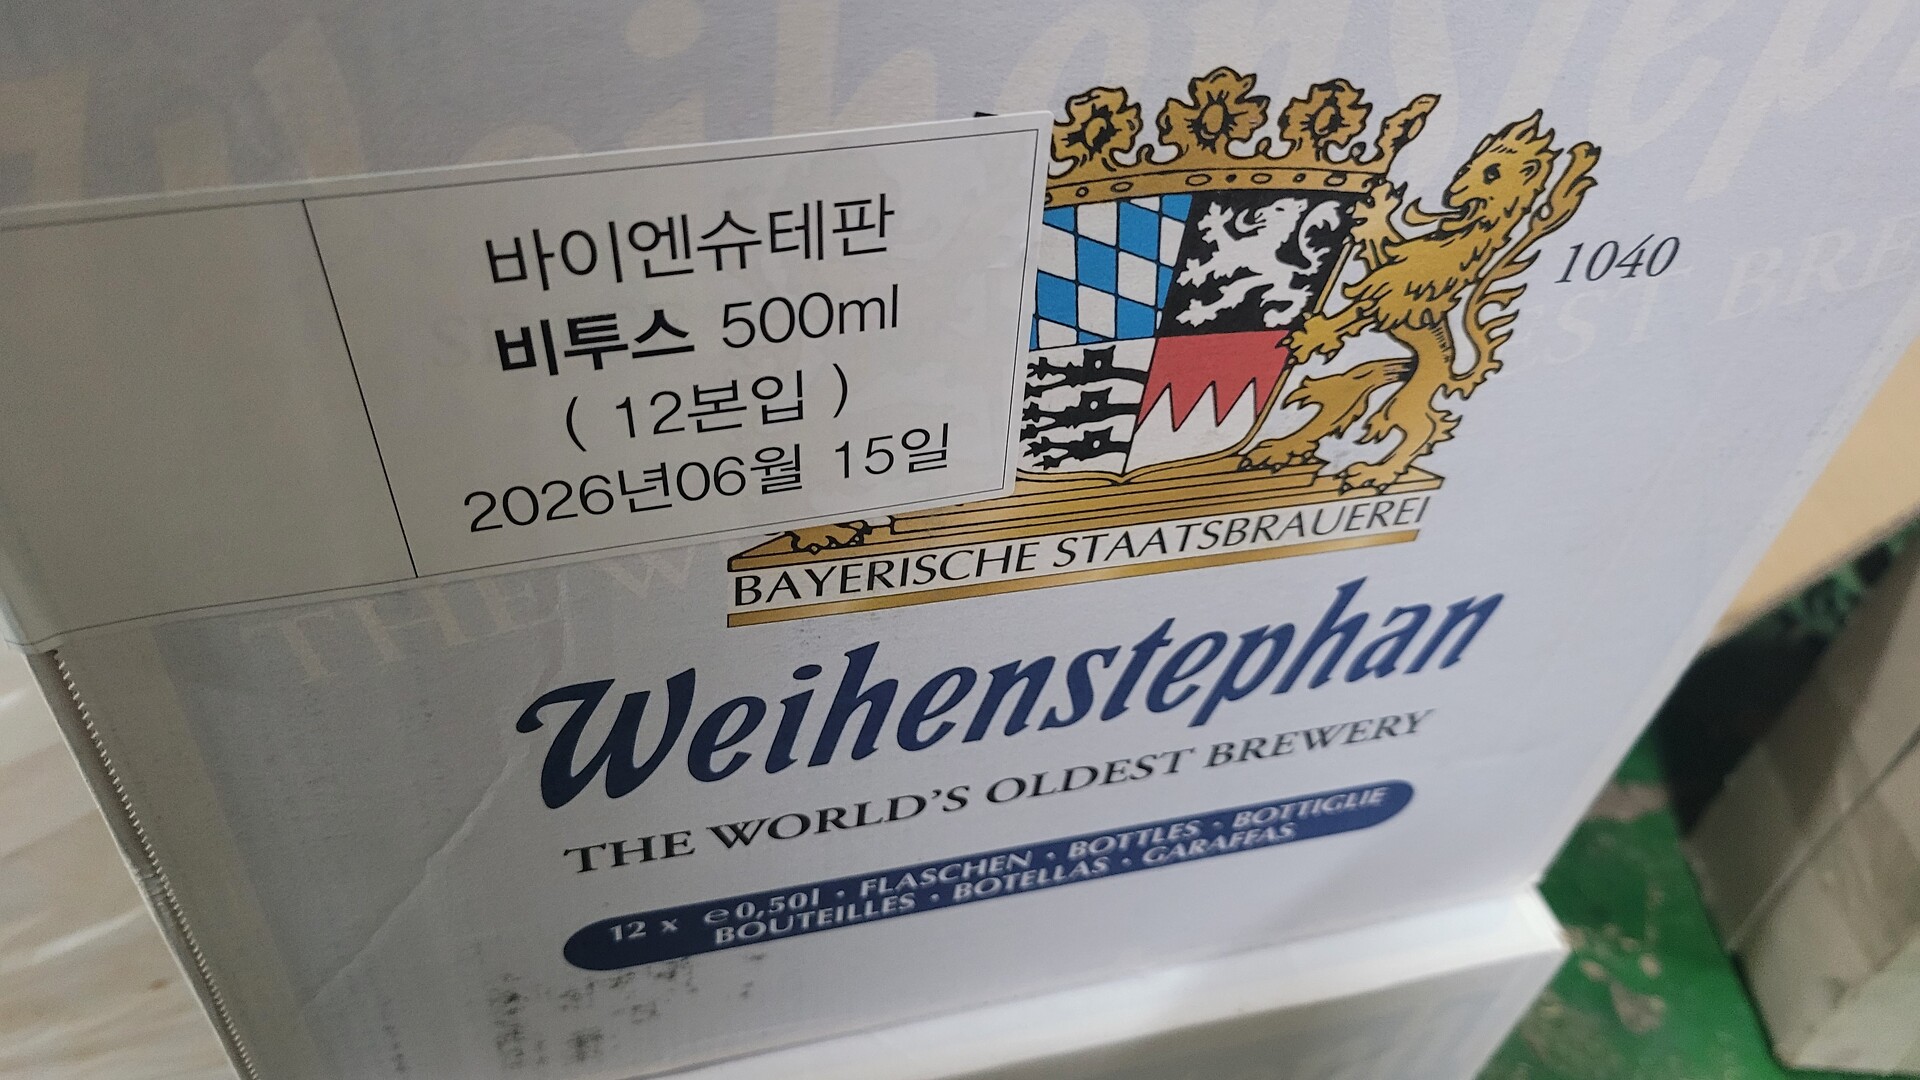 바이엔슈테판
비투스 500ml
( 12본입 )
2026년06월 15일
1040
BAYERISCHE STAATSBRAUEREI
Weihenstephan
THE WORLD'S OLDEST BREWERY
12 x ℮0,50l · FLASCHEN · BOTTLES · BOTTIGLIE
BOUTEILLES · BOTELLAS · GARAFFAS